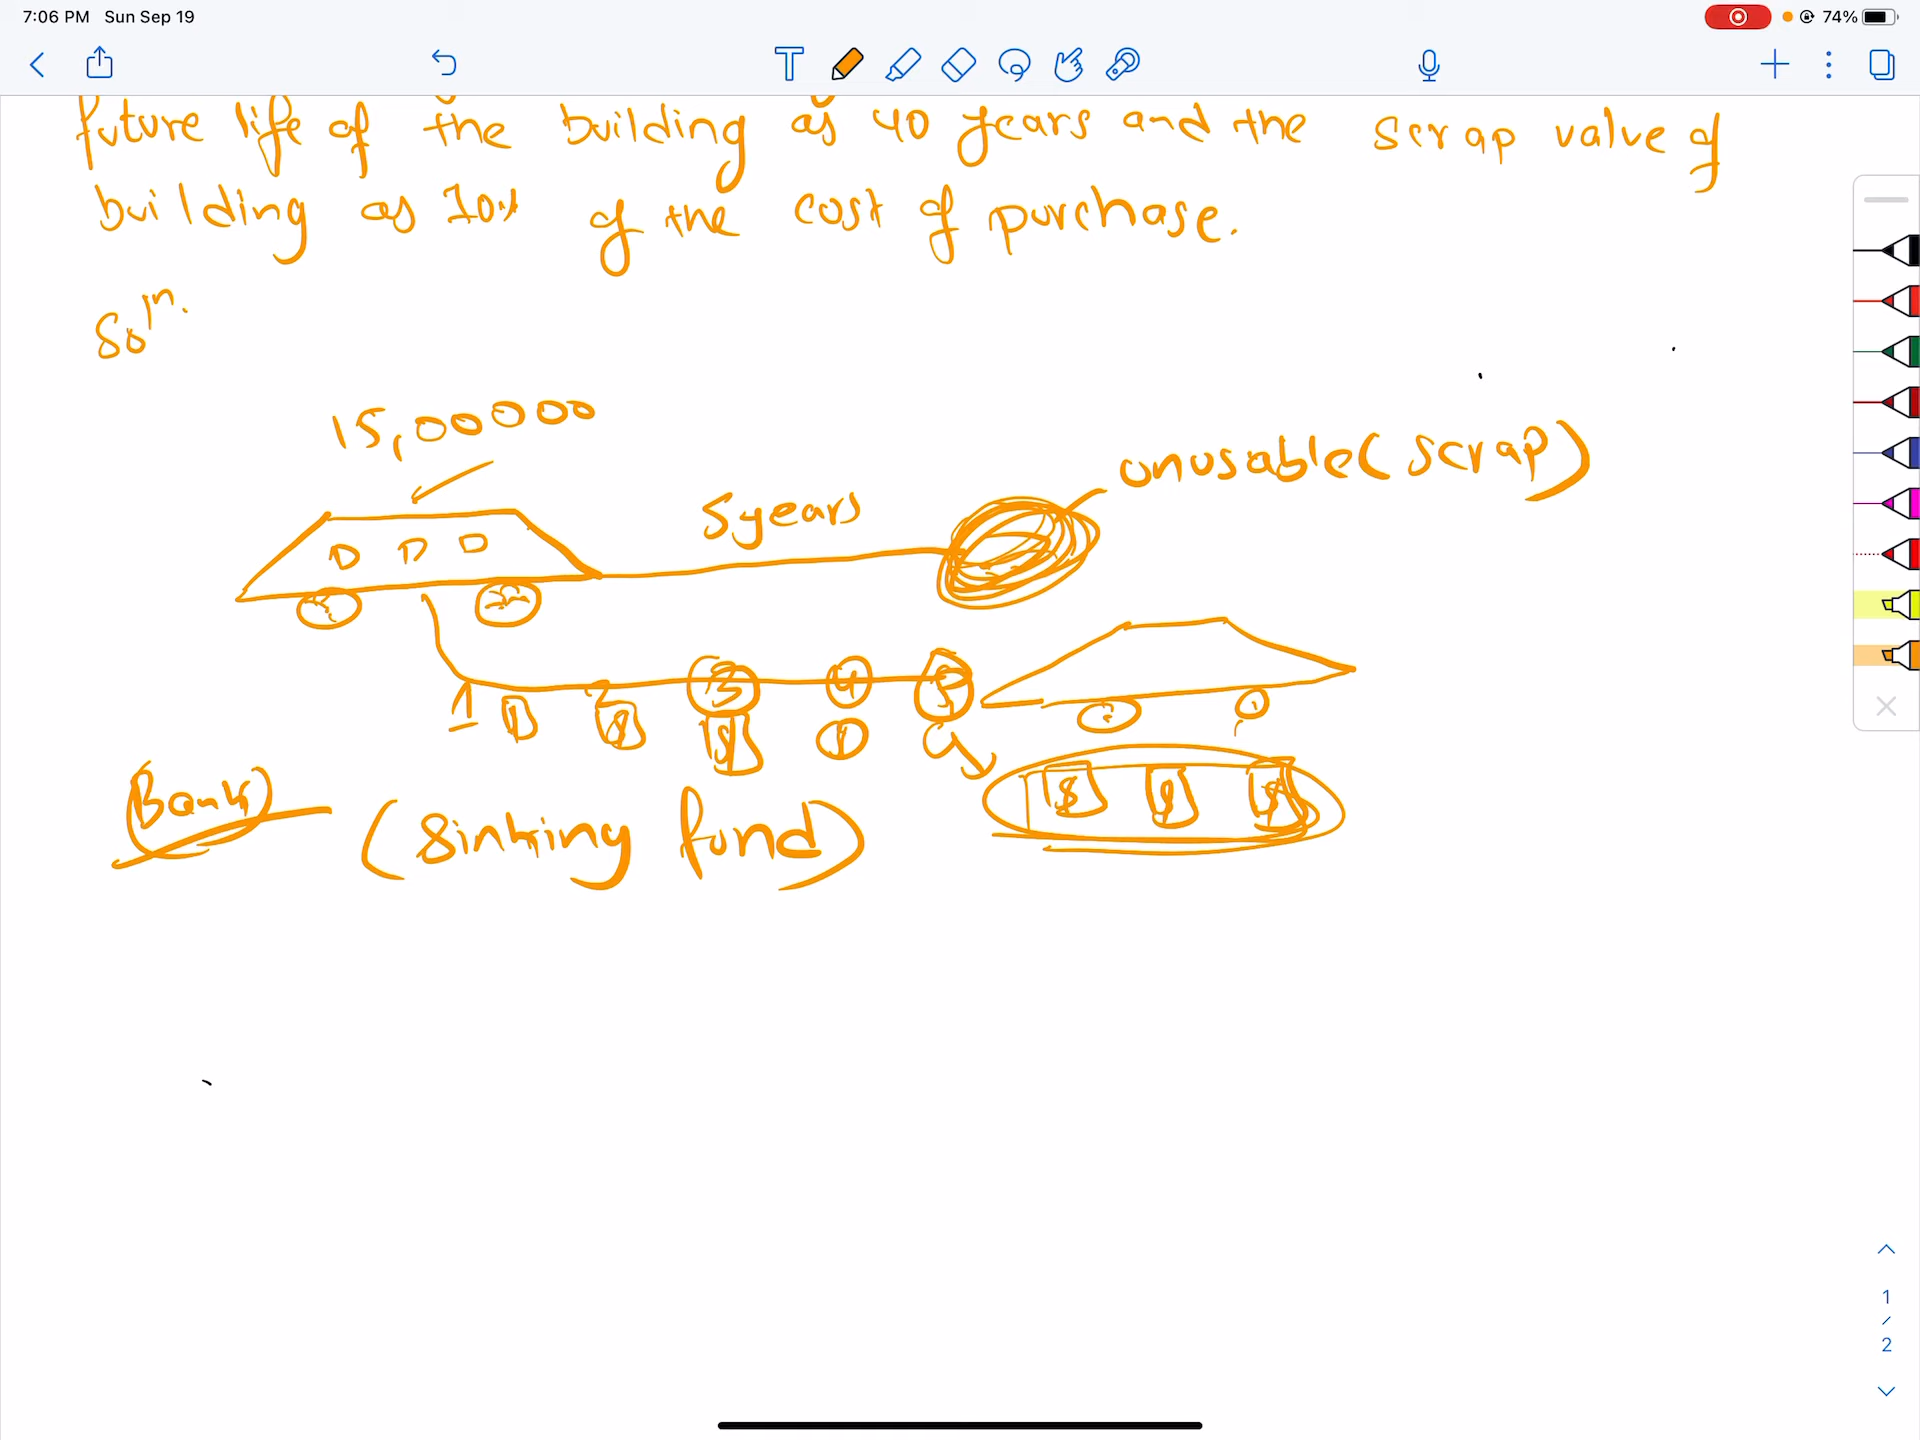 7:06 PM Sun Sep 19
74%
future life of the building as 40 years and the scrap value of
building as 10% of the cost of purchase.
Soln.
15,00000
5 years
unusable (scrap)
D D D
1 2 3 4 5
$ $ $
Bank
(Sinking fund)
1
/
2